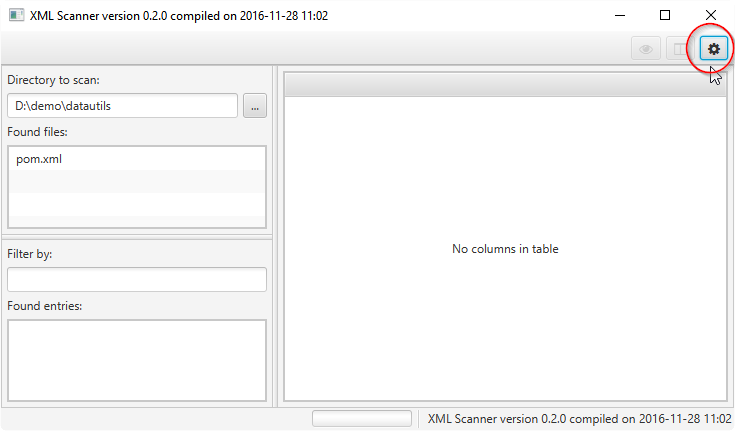 XML Scanner version 0.2.0 compiled on 2016-11-28 11:02
Directory to scan:
D:\demo\datautils
...
Found files:
pom.xml
Filter by:
Found entries:
No columns in table
XML Scanner version 0.2.0 compiled on 2016-11-28 11:02